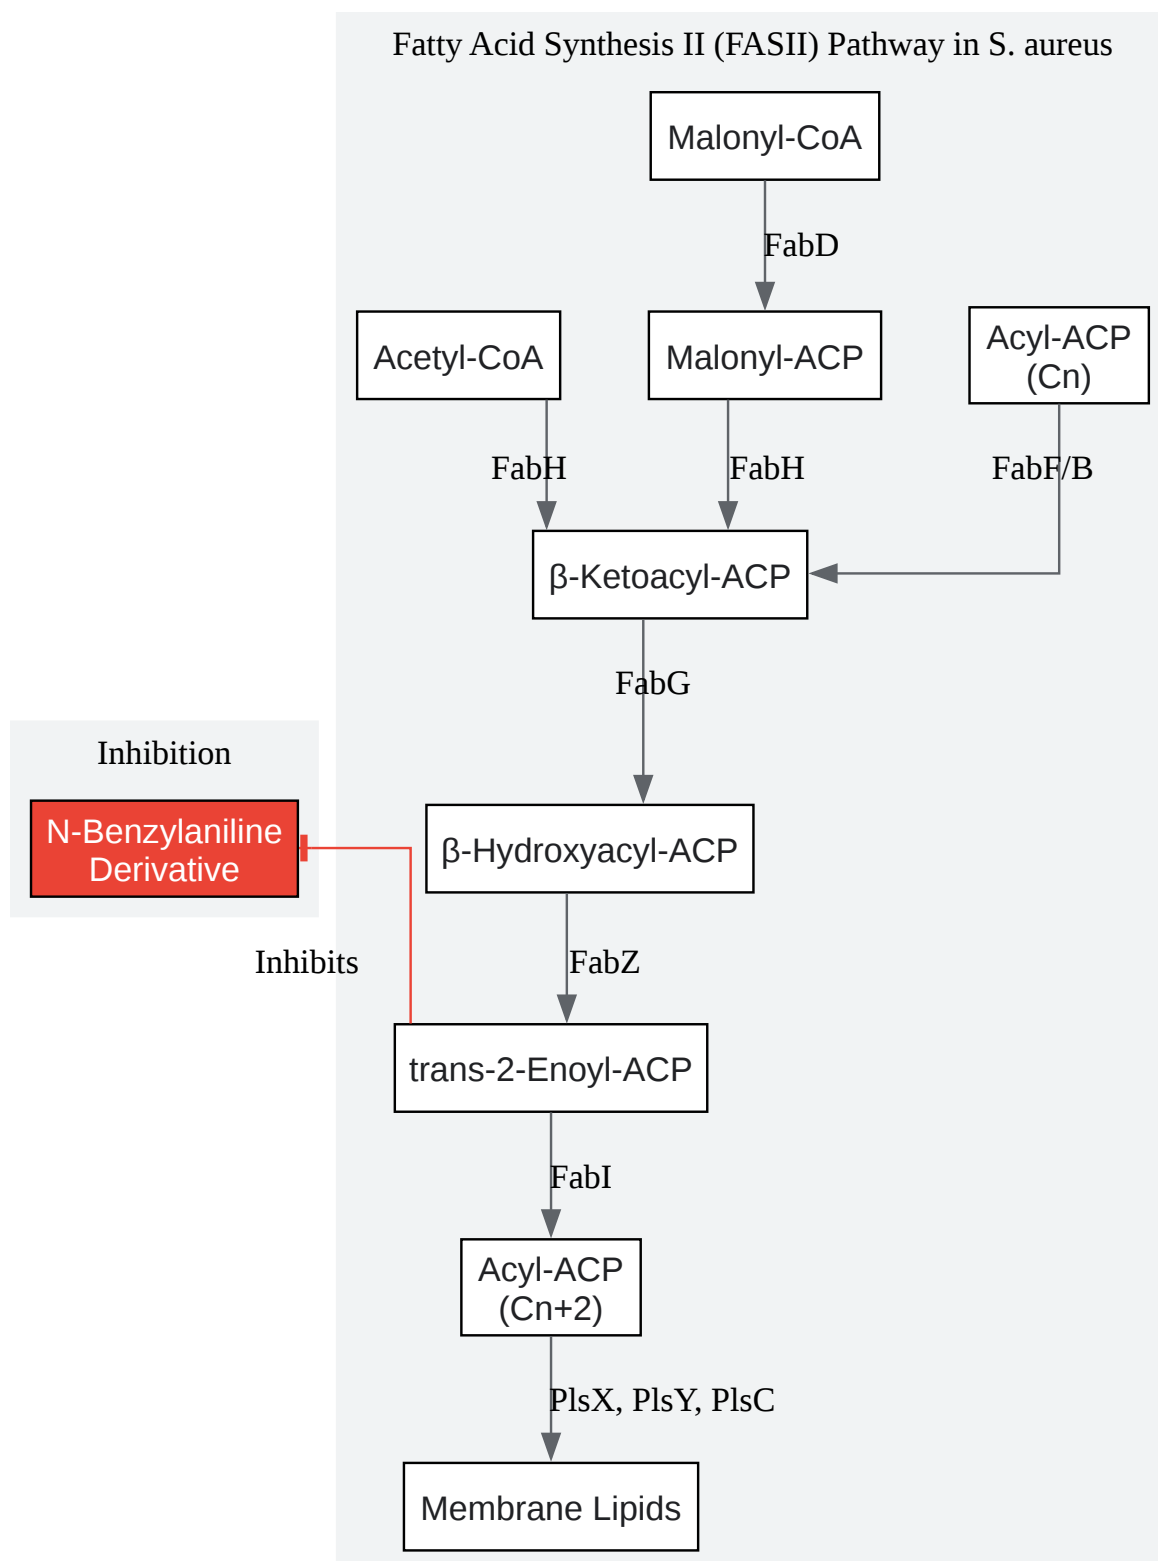 Fatty Acid Synthesis II (FASII) Pathway in S. aureus
Malonyl-CoA
FabD
Acetyl-CoA
Malonyl-ACP
Acyl-ACP
(Cn)
FabH
FabH
FabF/B
β-Ketoacyl-ACP
FabG
Inhibition
N-Benzylaniline
Derivative
β-Hydroxyacyl-ACP
Inhibits
FabZ
trans-2-Enoyl-ACP
FabI
Acyl-ACP
(Cn+2)
PlsX, PlsY, PlsC
Membrane Lipids